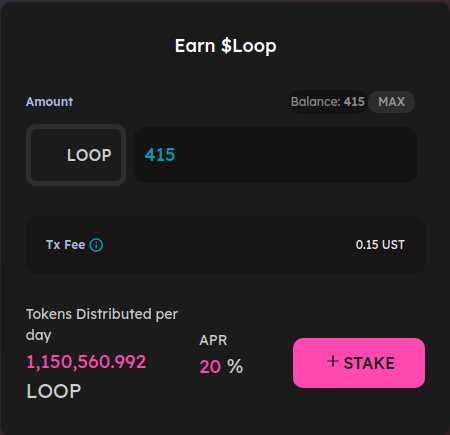 Earn $Loop
Amount
Balance: 415 MAX
LOOP 415
Tx Fee 0.15 UST
Tokens Distributed per
day
1,150,560.992
LOOP
APR
20 %
+ STAKE